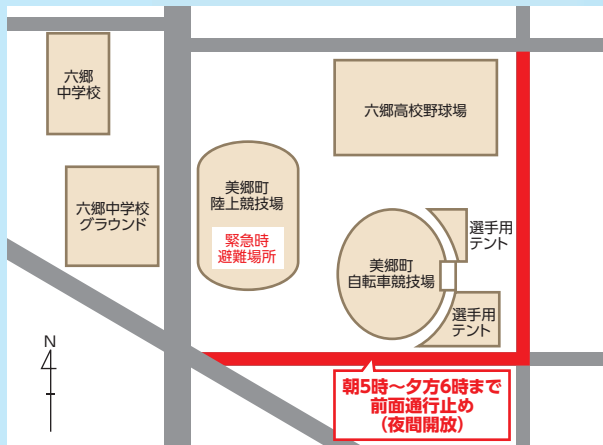 六郷
中学校
六郷高校野球場
六郷中学校
グラウンド
美郷町
陸上競技場
緊急時
避難場所
選手用
テント
美郷町
自転車競技場
選手用
テント
N
朝5時～夕方6時まで
前面通行止め
(夜間開放)